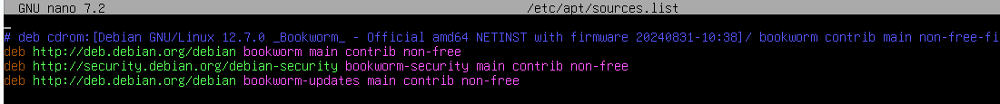 GNU nano 7.2 /etc/apt/sources.list
# deb cdrom:[Debian GNU/Linux 12.7.0 _Bookworm_ - Official amd64 NETINST with firmware 20240831-10:38]/ bookworm contrib main non-free-fi
deb http://deb.debian.org/debian bookworm main contrib non-free
deb http://security.debian.org/debian-security bookworm-security main contrib non-free
deb http://deb.debian.org/debian bookworm-updates main contrib non-free